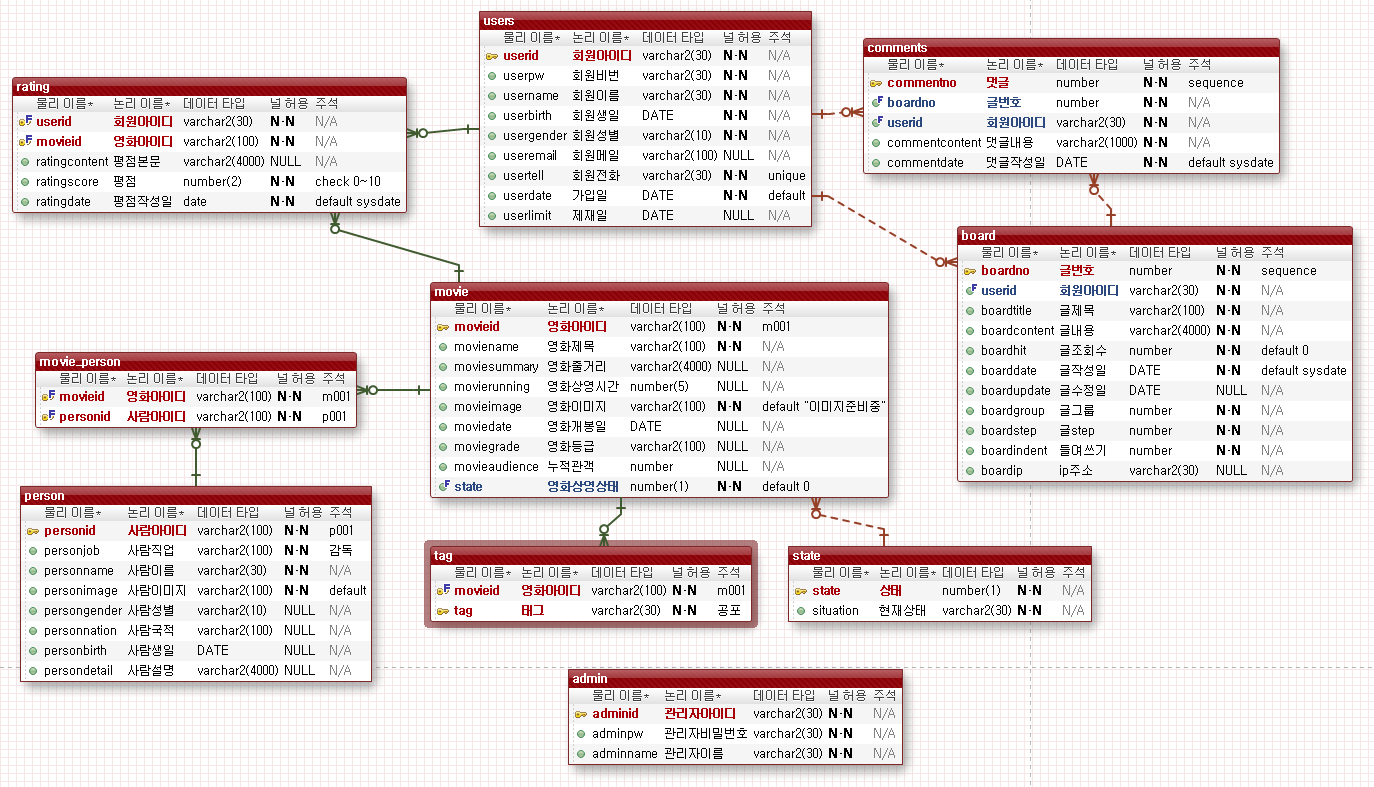 users
물리 이름* 논리 이름* 데이터 타입 널 허용 주석
userid 회원아이디 varchar2(30) N·N N/A
userpw 회원비번 varchar2(30) N·N N/A
username 회원이름 varchar2(30) N·N N/A
userbirth 회원생일 DATE N·N N/A
usergender 회원성별 varchar2(10) N·N N/A
useremail 회원메일 varchar2(100) NULL N/A
usertell 회원전화 varchar2(30) N·N unique
userdate 가입일 DATE N·N default
userlimit 제재일 DATE NULL N/A
comments
물리 이름* 논리 이름* 데이터 타입 널 허용 주석
commentno 댓글 number N·N sequence
boardno 글번호 number N·N N/A
userid 회원아이디 varchar2(30) N·N N/A
commentcontent 댓글내용 varchar2(1000) N·N N/A
commentdate 댓글작성일 DATE N·N default sysdate
rating
물리 이름* 논리 이름* 데이터 타입 널 허용 주석
userid 회원아이디 varchar2(30) N·N N/A
movieid 영화아이디 varchar2(100) N·N N/A
ratingcontent 평점본문 varchar2(4000) NULL N/A
ratingscore 평점 number(2) N·N check 0~10
ratingdate 평점작성일 date N·N default sysdate
board
물리 이름* 논리 이름* 데이터 타입 널 허용 주석
boardno 글번호 number N·N sequence
userid 회원아이디 varchar2(30) N·N N/A
boardtitle 글제목 varchar2(100) N·N N/A
boardcontent 글내용 varchar2(4000) N·N N/A
boardhit 글조회수 number N·N default 0
boarddate 글작성일 DATE N·N default sysdate
boardupdate 글수정일 DATE NULL N/A
boardgroup 글그룹 number N·N N/A
boardstep 글step number N·N N/A
boardindent 들여쓰기 number N·N N/A
boardip ip주소 varchar2(30) NULL N/A
movie
물리 이름* 논리 이름* 데이터 타입 널 허용 주석
movieid 영화아이디 varchar2(100) N·N m001
moviename 영화제목 varchar2(100) N·N N/A
moviesummary 영화줄거리 varchar2(4000) NULL N/A
movierunning 영화상영시간 number(5) NULL N/A
movieimage 영화이미지 varchar2(100) N·N default "이미지준비중"
moviedate 영화개봉일 DATE NULL N/A
moviegrade 영화등급 varchar2(100) NULL N/A
movieaudience 누적관객 number NULL N/A
state 영화상영상태 number(1) N·N default 0
movie_person
물리 이름* 논리 이름* 데이터 타입 널 허용 주석
movieid 영화아이디 varchar2(100) N·N m001
personid 사람아이디 varchar2(100) N·N p001
person
물리 이름* 논리 이름* 데이터 타입 널 허용 주석
personid 사람아이디 varchar2(100) N·N p001
personjob 사람직업 varchar2(100) N·N 감독
personname 사람이름 varchar2(30) N·N N/A
personimage 사람이미지 varchar2(100) N·N default
persongender 사람성별 varchar2(10) NULL N/A
personnation 사람국적 varchar2(100) NULL N/A
personbirth 사람생일 DATE NULL N/A
persondetail 사람설명 varchar2(4000) NULL N/A
tag
물리 이름* 논리 이름* 데이터 타입 널 허용 주석
movieid 영화아이디 varchar2(100) N·N m001
tag 태그 varchar2(30) N·N 공포
state
물리 이름* 논리 이름* 데이터 타입 널 허용 주석
state 상태 number(1) N·N N/A
situation 현재상태 varchar2(30) N·N N/A
admin
물리 이름* 논리 이름* 데이터 타입 널 허용 주석
adminid 관리자아이디 varchar2(30) N·N N/A
adminpw 관리자비밀번호 varchar2(30) N·N N/A
adminname 관리자이름 varchar2(30) N·N N/A